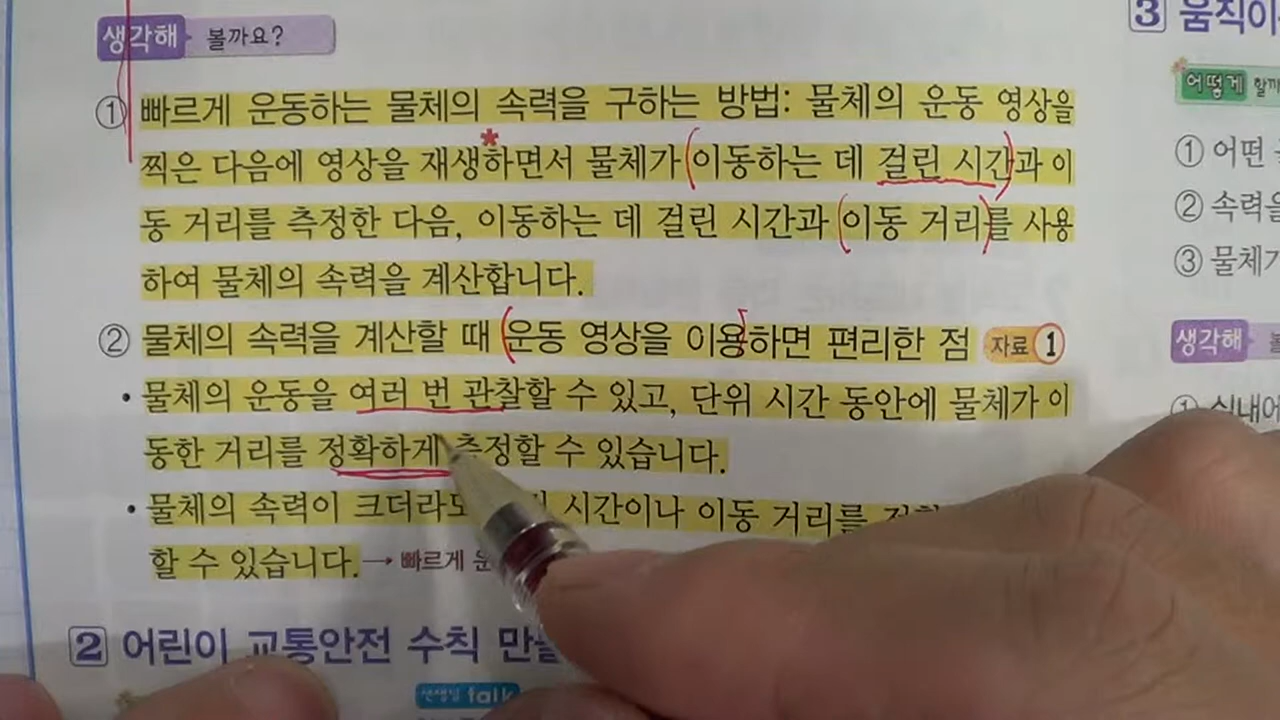 생각해 볼까요?
① 빠르게 운동하는 물체의 속력을 구하는 방법: 물체의 운동 영상을
찍은 다음에 영상을 재생*하면서 물체가 이동하는 데 걸린 시간과 이
동 거리를 측정한 다음, 이동하는 데 걸린 시간과 이동 거리를 사용
하여 물체의 속력을 계산합니다.
② 물체의 속력을 계산할 때 운동 영상을 이용하면 편리한 점 자료 1
• 물체의 운동을 여러 번 관찰할 수 있고, 단위 시간 동안에 물체가 이
동한 거리를 정확하게 측정할 수 있습니다.
• 물체의 속력이 크더라도 시간이나 이동 거리를
할 수 있습니다. → 빠르게
2 어린이 교통안전 수칙
선생님 talk
3 움직이
어떻게 할까
① 어떤
② 속력을
③ 물체가
생각해
① 실내에